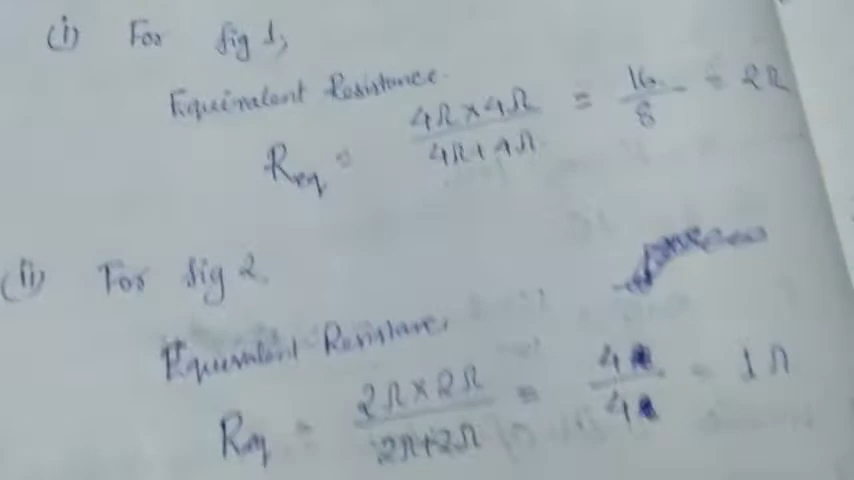 (i) For fig 1,
Equivalent Resistance.
Req = 4Ω×4Ω / 4Ω+4Ω = 16 / 8 = 2Ω
(ii) For fig 2.
Equivalent Resistance,
Req = 2Ω×2Ω / 2Ω+2Ω = 4 / 4 = 1Ω